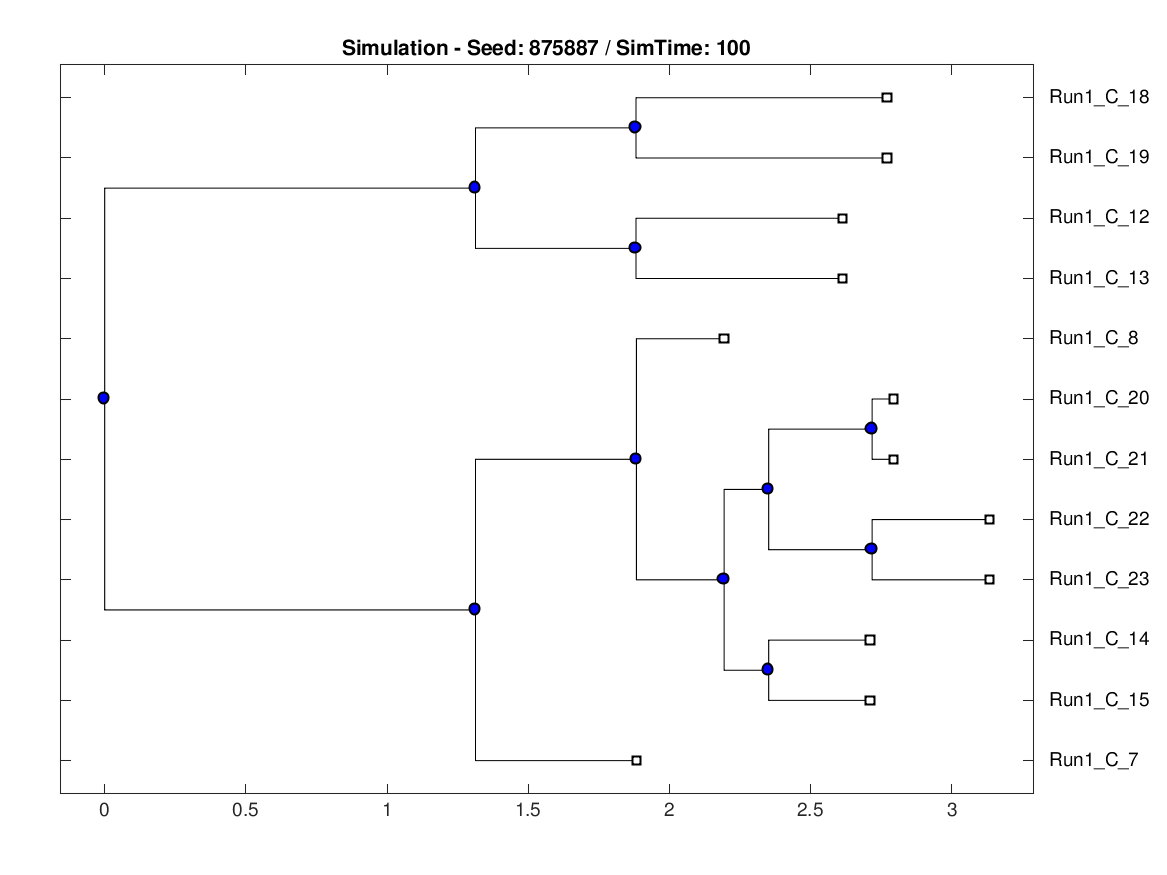 Simulation - Seed: 875887 / SimTime: 100
Run1_C_18
Run1_C_19
Run1_C_12
Run1_C_13
Run1_C_8
Run1_C_20
Run1_C_21
Run1_C_22
Run1_C_23
Run1_C_14
Run1_C_15
Run1_C_7
0 0.5 1 1.5 2 2.5 3